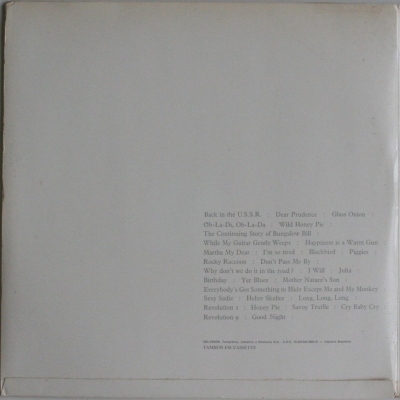 Back in the U.S.S.R. : Dear Prudence : Glass Onion :
Ob-La-Di, Ob-La-Da : Wild Honey Pie :
The Continuing Story of Bungalow Bill :
While My Guitar Gently Weeps : Happiness is a Warm Gun
Martha My Dear : I'm so tired : Blackbird : Piggies :
Rocky Raccoon : Don't Pass Me By
Why don't we do it in the road? : I Will : Julia
Birthday : Yer Blues : Mother Nature's Son
Everybody's Got Something to Hide Except Me and My Monkey
Sexy Sadie : Helter Skelter : Long, Long, Long :
Revolution 1 : Honey Pie : Savoy Truffle : Cry Baby Cry
Revolution 9 : Good Night
TAMBEM EM CASSETTE